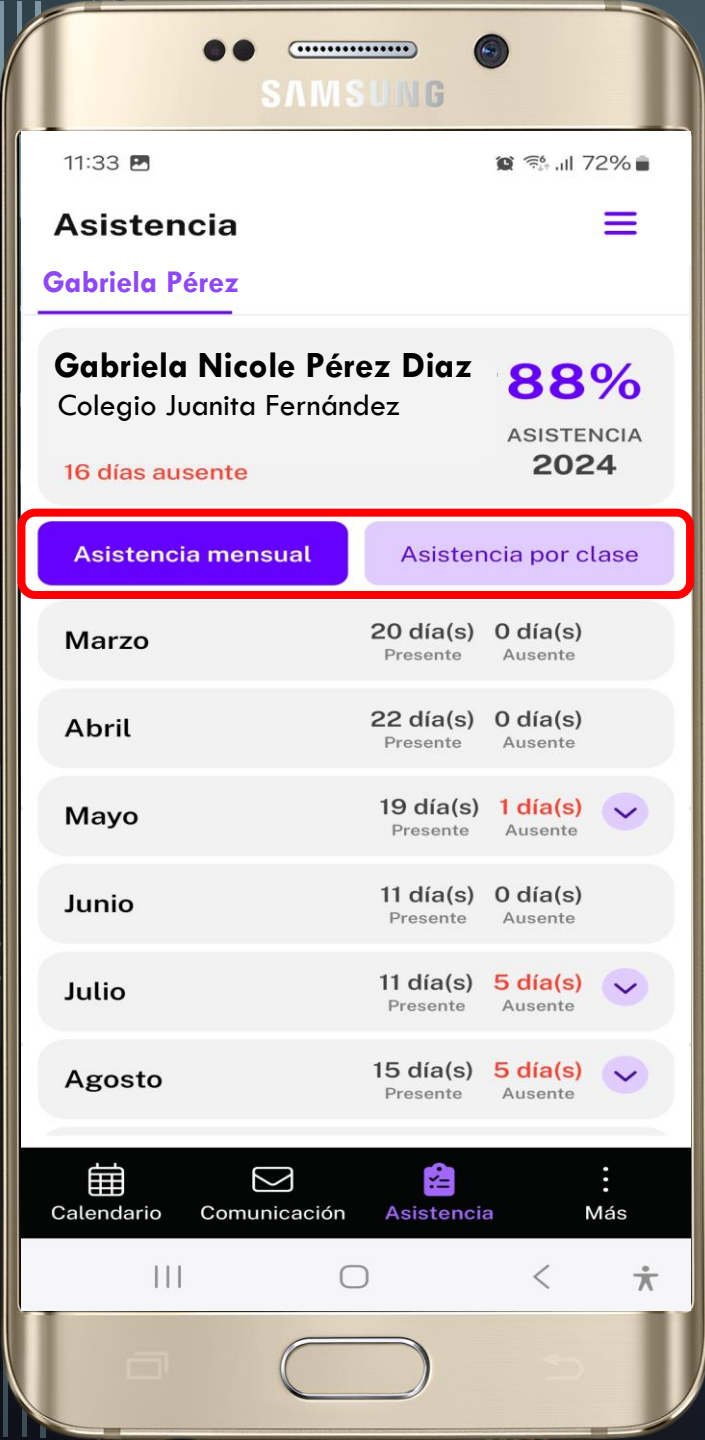 SAMSUNG
11:33 72%
Asistencia
Gabriela Pérez
Gabriela Nicole Pérez Diaz
Colegio Juanita Fernández
88%
ASISTENCIA
2024
16 días ausente
Asistencia mensual Asistencia por clase
Marzo 20 día(s) 0 día(s)
Presente Ausente
Abril 22 día(s) 0 día(s)
Presente Ausente
Mayo 19 día(s) 1 día(s)
Presente Ausente
Junio 11 día(s) 0 día(s)
Presente Ausente
Julio 11 día(s) 5 día(s)
Presente Ausente
Agosto 15 día(s) 5 día(s)
Presente Ausente
Calendario Comunicación Asistencia Más